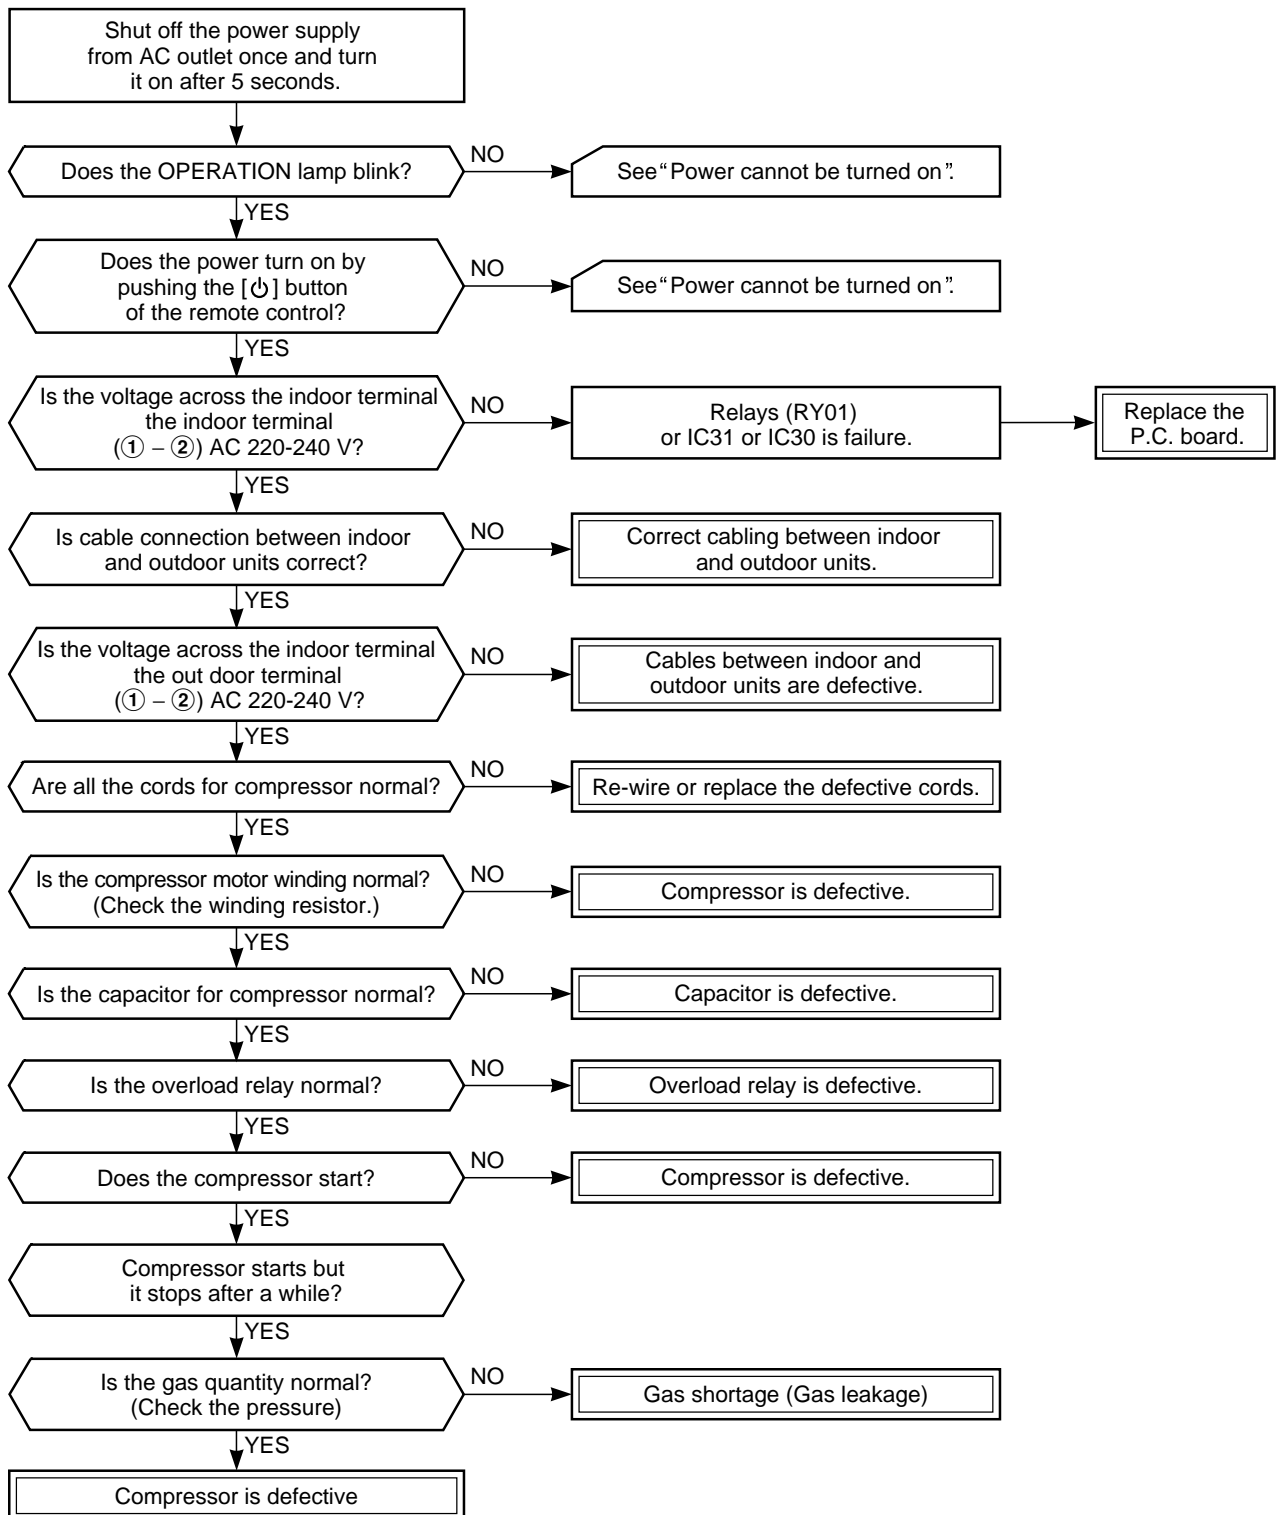 Shut off the power supply
from AC outlet once and turn
it on after 5 seconds.
Does the OPERATION lamp blink?
NO
See “Power cannot be turned on”.
YES
Does the power turn on by
pushing the [⏻] button
of the remote control?
NO
See “Power cannot be turned on”.
YES
Is the voltage across the indoor terminal
the indoor terminal
(① – ②) AC 220-240 V?
NO
Relays (RY01)
or IC31 or IC30 is failure.
Replace the
P.C. board.
YES
Is cable connection between indoor
and outdoor units correct?
NO
Correct cabling between indoor
and outdoor units.
YES
Is the voltage across the indoor terminal
the out door terminal
(① – ②) AC 220-240 V?
NO
Cables between indoor and
outdoor units are defective.
YES
Are all the cords for compressor normal?
NO
Re-wire or replace the defective cords.
YES
Is the compressor motor winding normal?
(Check the winding resistor.)
NO
Compressor is defective.
YES
Is the capacitor for compressor normal?
NO
Capacitor is defective.
YES
Is the overload relay normal?
NO
Overload relay is defective.
YES
Does the compressor start?
NO
Compressor is defective.
YES
Compressor starts but
it stops after a while?
YES
Is the gas quantity normal?
(Check the pressure)
NO
Gas shortage (Gas leakage)
YES
Compressor is defective